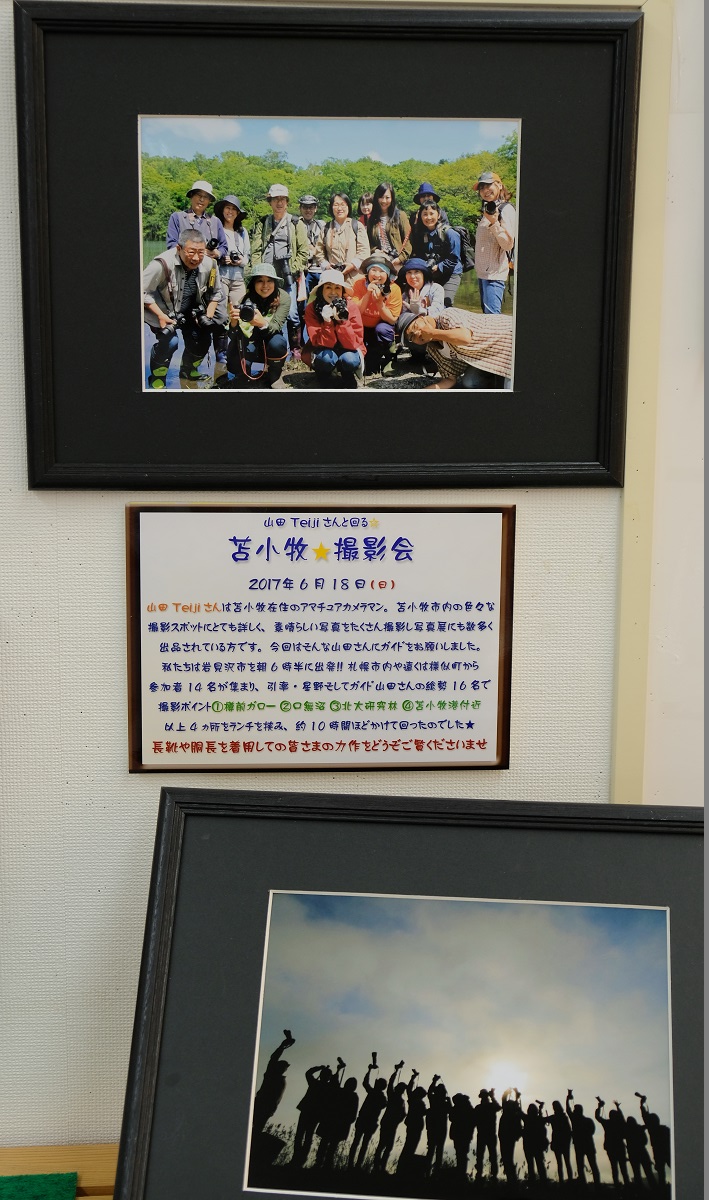 山田 Teiji さんと回る☆
苫小牧★撮影会
2017年6月18日(日)
山田 Teiji さんは苫小牧在住のアマチュアカメラマン。苫小牧市内の色々な
撮影スポットにとても詳しく、素晴らしい写真をたくさん撮影し写真展にも数多く
出品されている方です。今回はそんな山田さんにガイドをお願いしました。
私たちは岩見沢市を朝6時半に出発!!札幌市内や遠くは様似町から
参加者14名が集まり、引率・星野そしてガイド山田さんの総勢16名で
撮影ポイント①樽前ガロー②口無沼③北大研究林④苫小牧港付近
以上4ヵ所をランチを挟み、約10時間ほどかけて回ったのでした★
長靴や胴長を着用しての皆さまの力作をどうぞご覧くださいませ